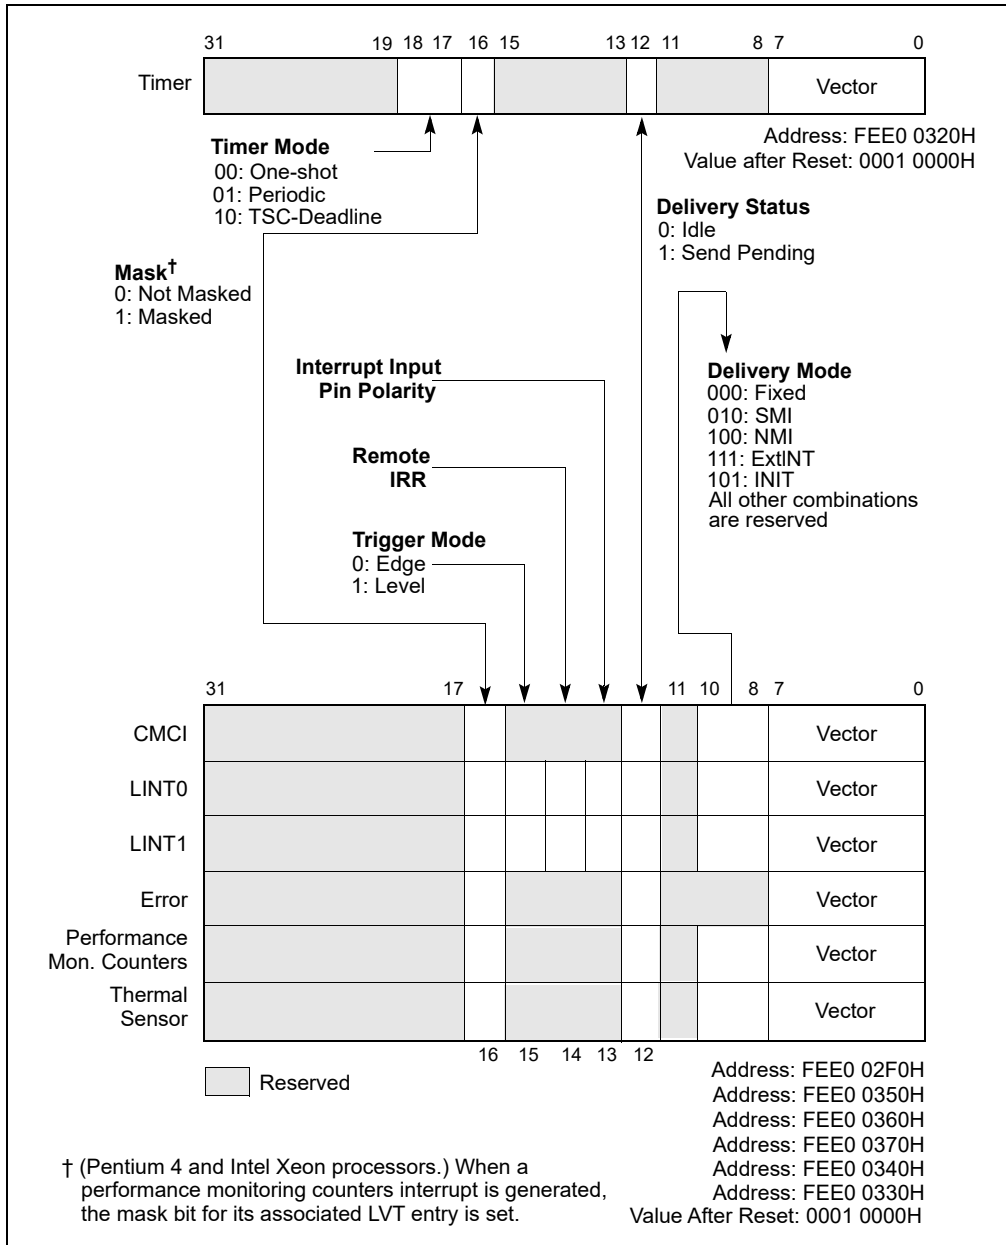 31 19 18 17 16 15 13 12 11 8 7 0
Timer
Vector
Address: FEE0 0320H
Value after Reset: 0001 0000H
Timer Mode
00: One-shot
01: Periodic
10: TSC-Deadline
Delivery Status
0: Idle
1: Send Pending
Mask†
0: Not Masked
1: Masked
Interrupt Input
Pin Polarity
Delivery Mode
000: Fixed
010: SMI
100: NMI
111: ExtlNT
101: INIT
All other combinations
are reserved
Remote
IRR
Trigger Mode
0: Edge
1: Level
31 17 11 10 8 7 0
CMCI
Vector
LINT0
Vector
LINT1
Vector
Error
Vector
Performance
Mon. Counters
Vector
Thermal
Sensor
Vector
16 15 14 13 12
Reserved
Address: FEE0 02F0H
Address: FEE0 0350H
Address: FEE0 0360H
Address: FEE0 0370H
Address: FEE0 0340H
Address: FEE0 0330H
Value After Reset: 0001 0000H
† (Pentium 4 and Intel Xeon processors.) When a
performance monitoring counters interrupt is generated,
the mask bit for its associated LVT entry is set.